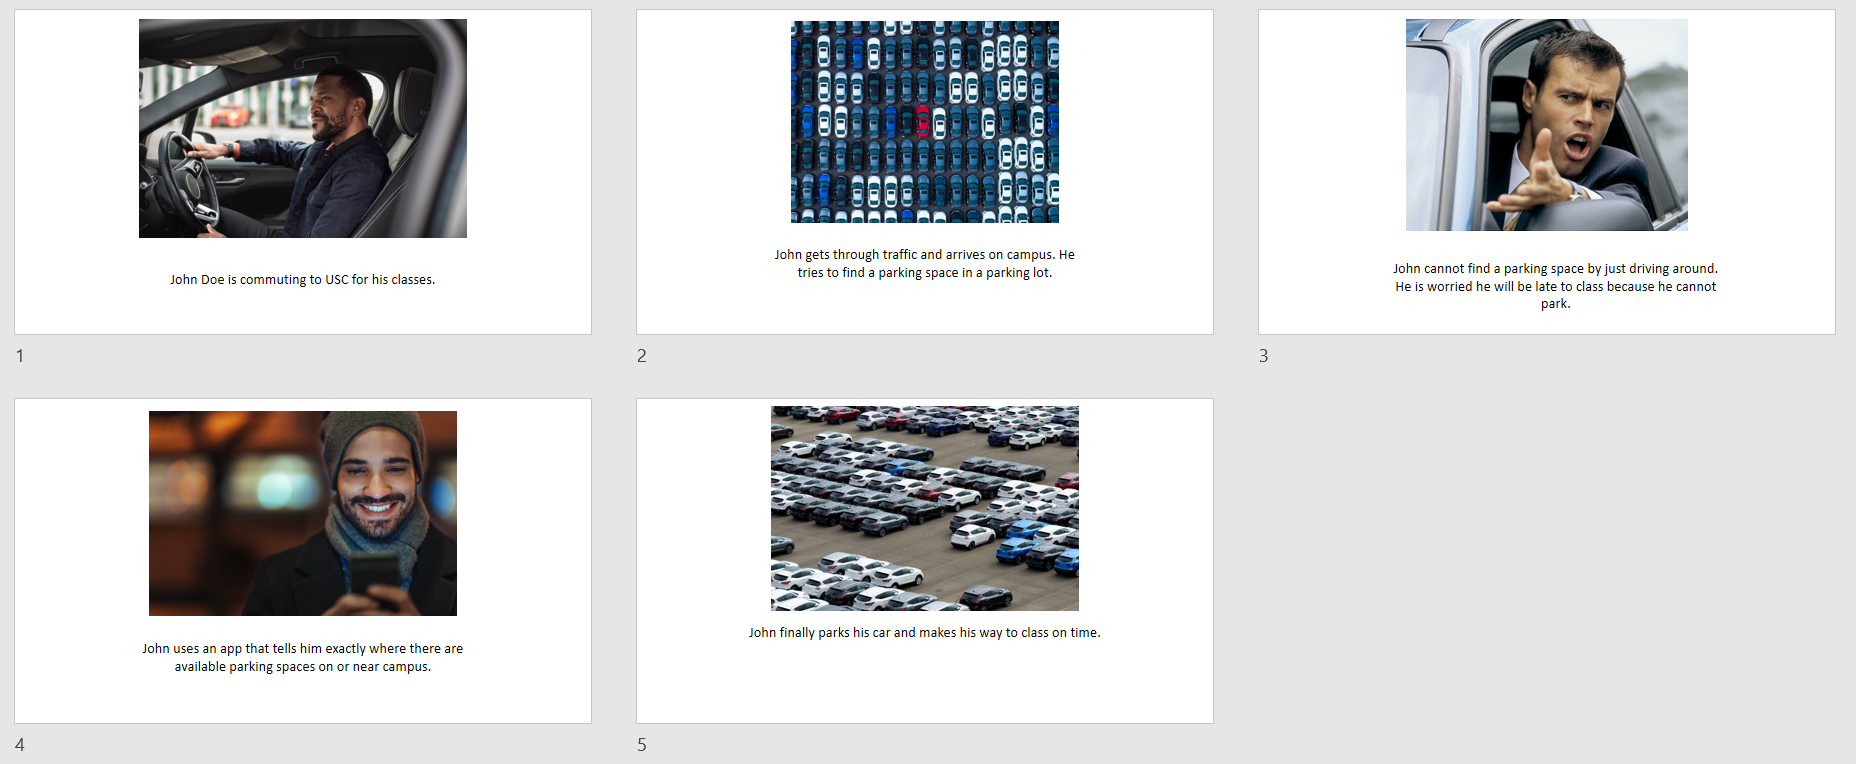 John Doe is commuting to USC for his classes.
1
John gets through traffic and arrives on campus. He
tries to find a parking space in a parking lot.
2
John cannot find a parking space by just driving around.
He is worried he will be late to class because he cannot
park.
3
John uses an app that tells him exactly where there are
available parking spaces on or near campus.
4
John finally parks his car and makes his way to class on time.
5